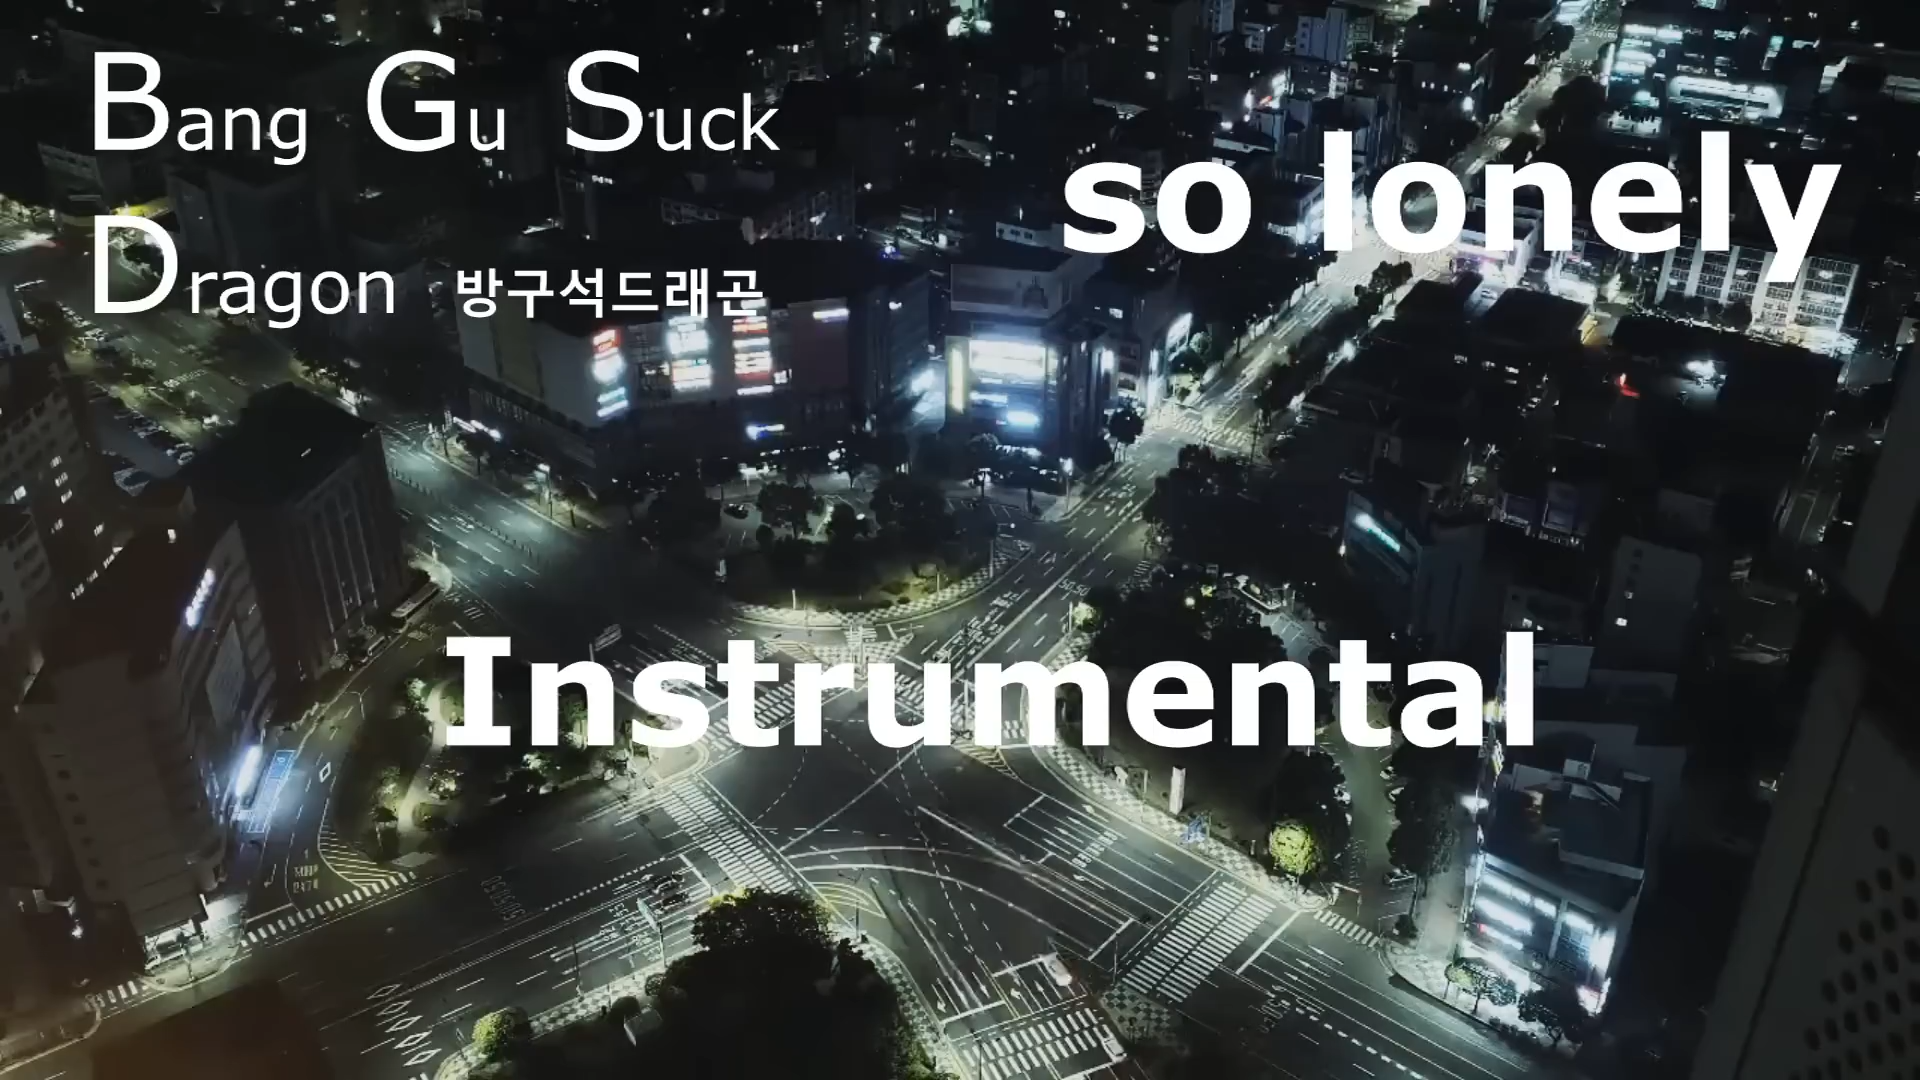 Bang Gu Suck
Dragon 방구석드래곤
so lonely
Instrumental